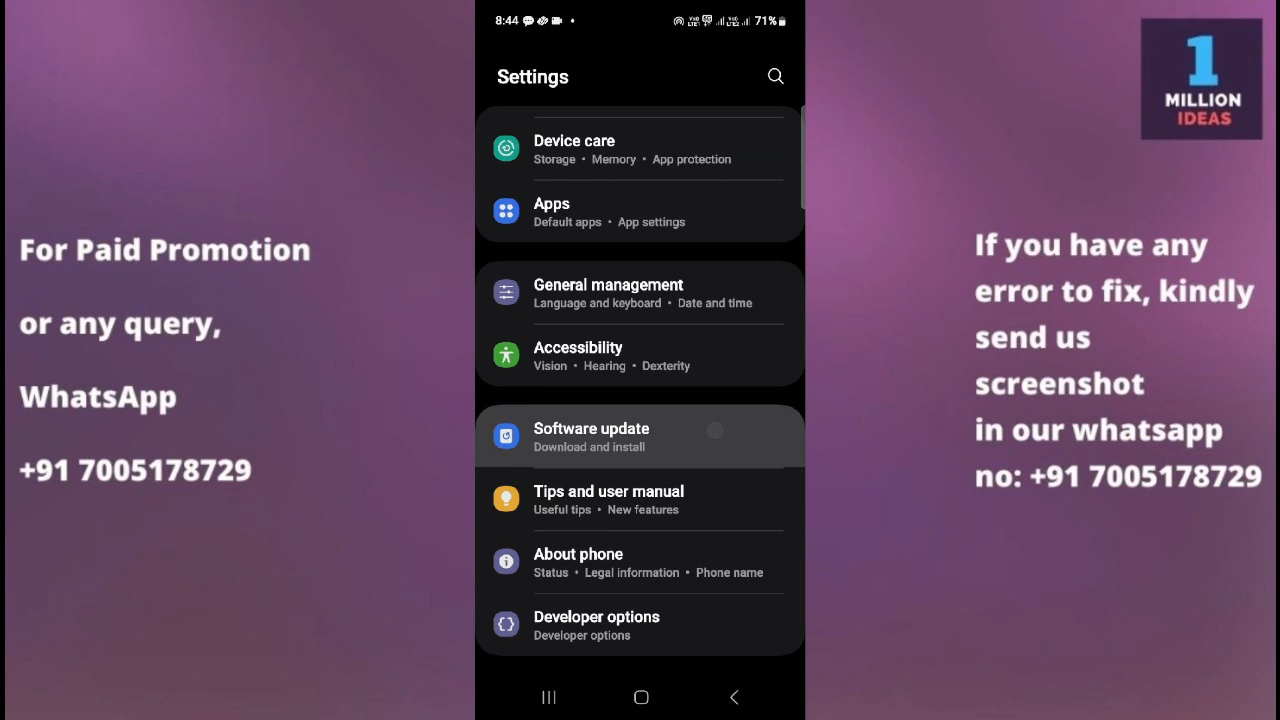 8:44
71%
Settings
Device care
Storage • Memory • App protection
Apps
Default apps • App settings
General management
Language and keyboard • Date and time
Accessibility
Vision • Hearing • Dexterity
Software update
Download and install
Tips and user manual
Useful tips • New features
About phone
Status • Legal information • Phone name
Developer options
Developer options
For Paid Promotion
or any query,
WhatsApp
+91 7005178729
1
MILLION
IDEAS
If you have any
error to fix, kindly
send us
screenshot
in our whatsapp
no: +91 7005178729